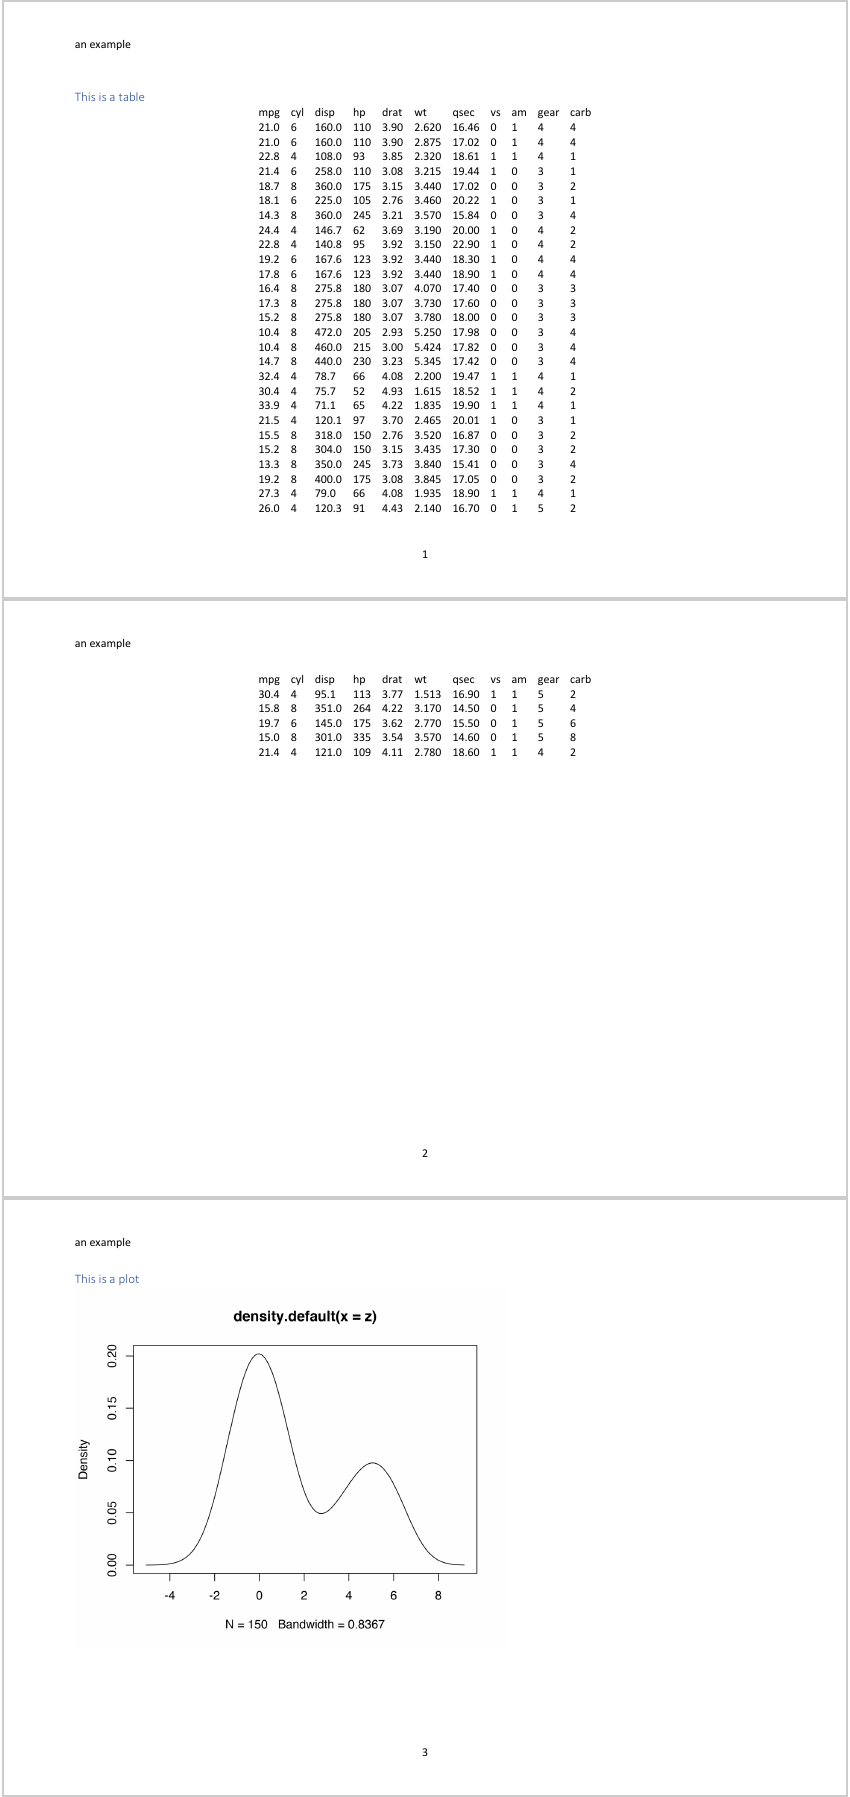 an example
This is a table
mpg cyl disp hp drat wt qsec vs am gear carb
21.0 6 160.0 110 3.90 2.620 16.46 0 1 4 4
21.0 6 160.0 110 3.90 2.875 17.02 0 1 4 4
22.8 4 108.0 93 3.85 2.320 18.61 1 1 4 1
21.4 6 258.0 110 3.08 3.215 19.44 1 0 3 1
18.7 8 360.0 175 3.15 3.440 17.02 0 0 3 2
18.1 6 225.0 105 2.76 3.460 20.22 1 0 3 1
14.3 8 360.0 245 3.21 3.570 15.84 0 0 3 4
24.4 4 146.7 62 3.69 3.190 20.00 1 0 4 2
22.8 4 140.8 95 3.92 3.150 22.90 1 0 4 2
19.2 6 167.6 123 3.92 3.440 18.30 1 0 4 4
17.8 6 167.6 123 3.92 3.440 18.90 1 0 4 4
16.4 8 275.8 180 3.07 4.070 17.40 0 0 3 3
17.3 8 275.8 180 3.07 3.730 17.60 0 0 3 3
15.2 8 275.8 180 3.07 3.780 18.00 0 0 3 3
10.4 8 472.0 205 2.93 5.250 17.98 0 0 3 4
10.4 8 460.0 215 3.00 5.424 17.82 0 0 3 4
14.7 8 440.0 230 3.23 5.345 17.42 0 0 3 4
32.4 4 78.7 66 4.08 2.200 19.47 1 1 4 1
30.4 4 75.7 52 4.93 1.615 18.52 1 1 4 2
33.9 4 71.1 65 4.22 1.835 19.90 1 1 4 1
21.5 4 120.1 97 3.70 2.465 20.01 1 0 3 1
15.5 8 318.0 150 2.76 3.520 16.87 0 0 3 2
15.2 8 304.0 150 3.15 3.435 17.30 0 0 3 2
13.3 8 350.0 245 3.73 3.840 15.41 0 0 3 4
19.2 8 400.0 175 3.08 3.845 17.05 0 0 3 2
27.3 4 79.0 66 4.08 1.935 18.90 1 1 4 1
26.0 4 120.3 91 4.43 2.140 16.70 0 1 5 2
1
an example
mpg cyl disp hp drat wt qsec vs am gear carb
30.4 4 95.1 113 3.77 1.513 16.90 1 1 5 2
15.8 8 351.0 264 4.22 3.170 14.50 0 1 5 4
19.7 6 145.0 175 3.62 2.770 15.50 0 1 5 6
15.0 8 301.0 335 3.54 3.570 14.60 0 1 5 8
21.4 4 121.0 109 4.11 2.780 18.60 1 1 4 2
2
an example
This is a plot
density.default(x = z)
0.20
0.15
0.10
0.05
0.00
Density
-4 -2 0 2 4 6 8
N = 150 Bandwidth = 0.8367
3